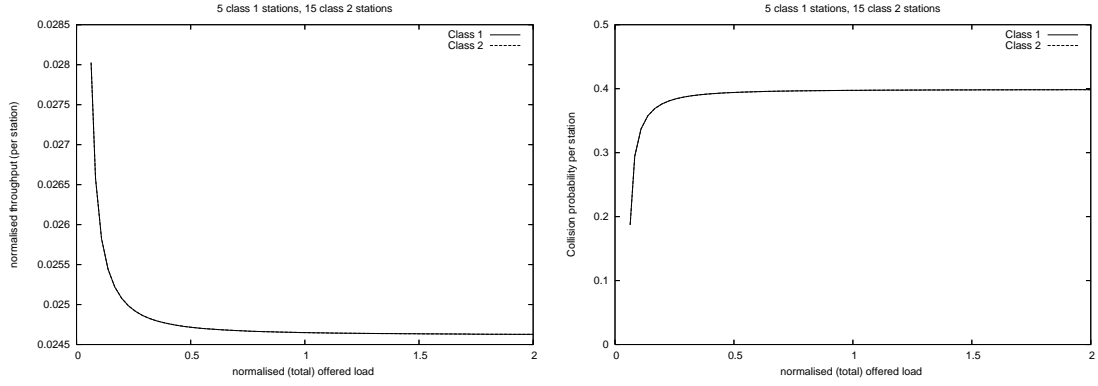 5 class 1 stations, 15 class 2 stations
Class 1
Class 2
0.0285
0.028
0.0275
0.027
0.0265
0.026
0.0255
0.025
0.0245
normalised throughput (per station)
0 0.5 1 1.5 2
normalised (total) offered load
5 class 1 stations, 15 class 2 stations
Class 1
Class 2
0.5
0.4
0.3
0.2
0.1
0
Collision probability per station
0 0.5 1 1.5 2
normalised (total) offered load